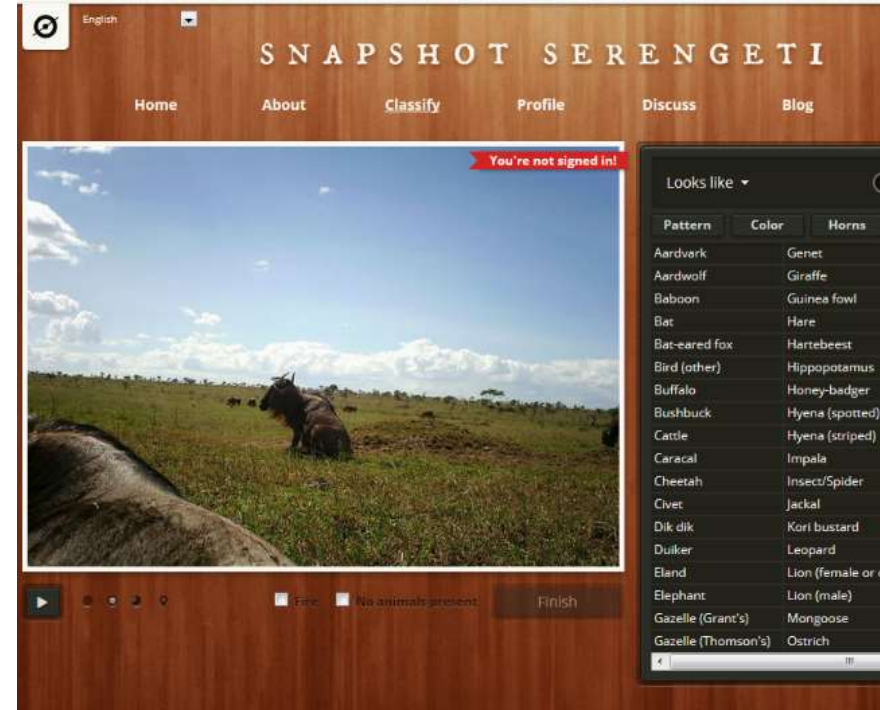 English
SNAPSHOT SERENGETI
Home About Classify Profile Discuss Blog
You're not signed in!
Looks like
Pattern Color Horns
Aardvark Genet
Aardwolf Giraffe
Baboon Guinea fowl
Bat Hare
Bat-eared fox Hartebeest
Bird (other) Hippopotamus
Buffalo Honey-badger
Bushbuck Hyena (spotted)
Cattle Hyena (striped)
Caracal Impala
Cheetah Insect/Spider
Civet Jackal
Dik dik Kori bustard
Duiker Leopard
Eland Lion (female or
Elephant Lion (male)
Gazelle (Grant's) Mongoose
Gazelle (Thomson's) Ostrich
Fire No animals present Finish